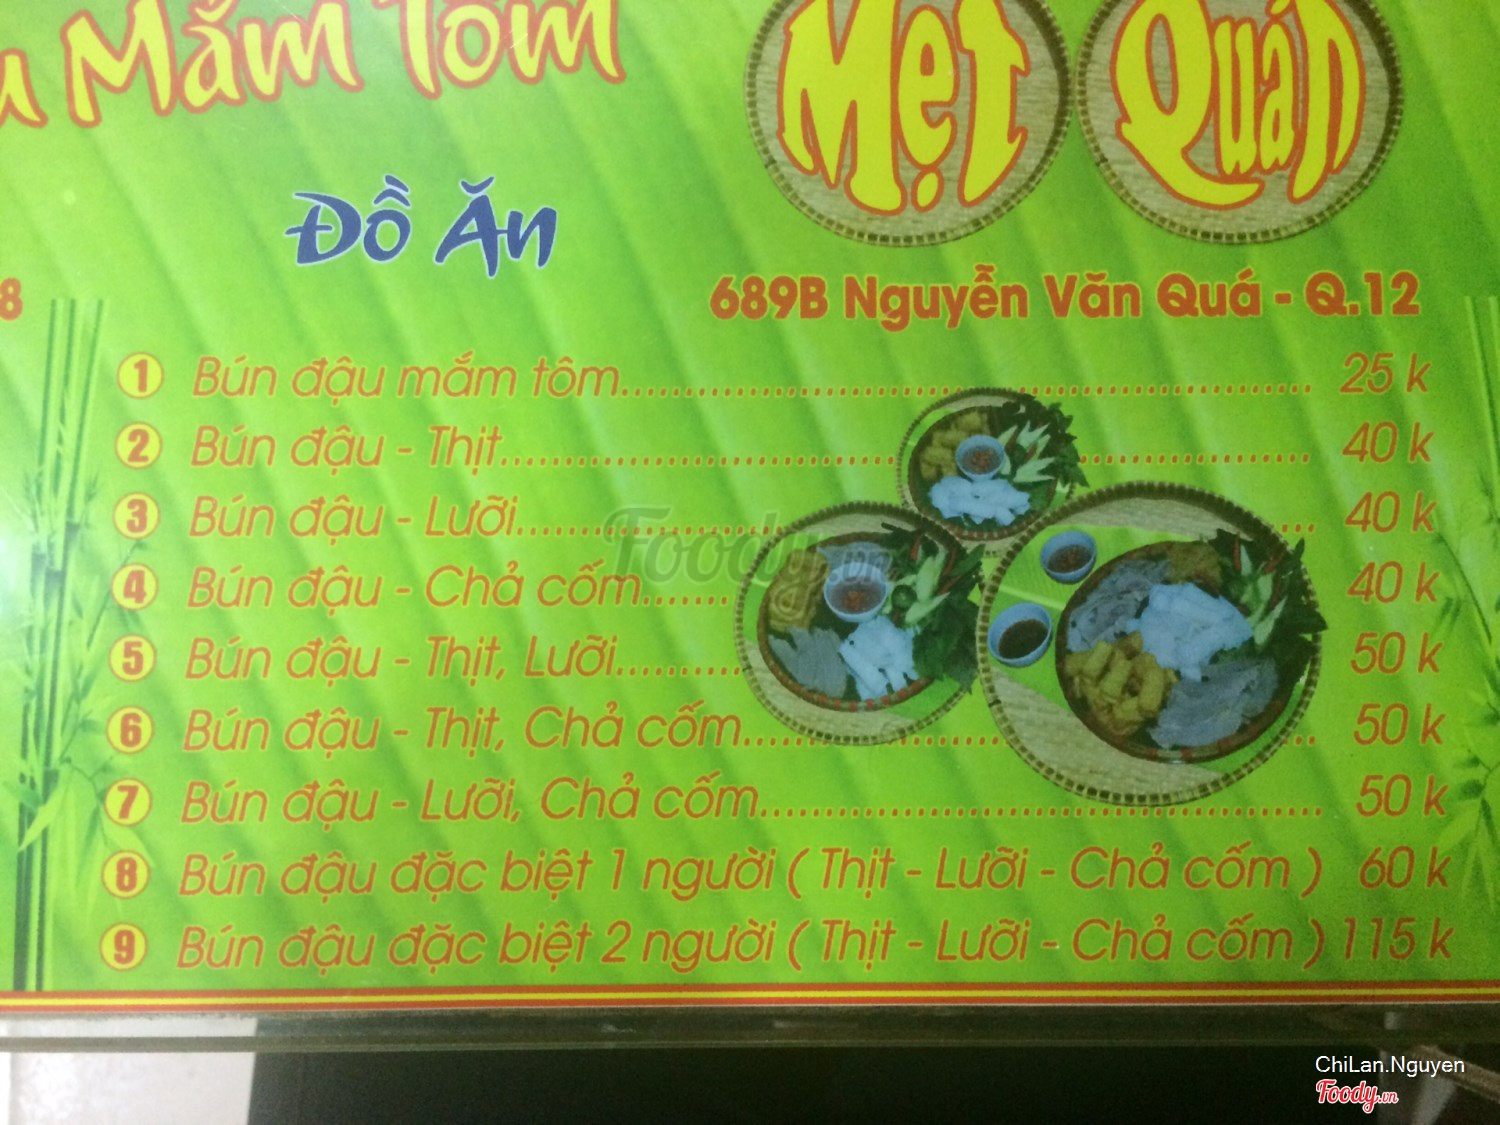 Mắm Tôm
Mẹt Quán
Đồ Ăn
8
689B Nguyễn Văn Quá - Q.12
1 Bún đậu mắm tôm 25 k
2 Bún đậu - Thịt 40 k
3 Bún đậu - Lưỡi 40 k
4 Bún đậu - Chả cốm 40 k
5 Bún đậu - Thịt, Lưỡi 50 k
6 Bún đậu - Thịt, Chả cốm 50 k
7 Bún đậu - Lưỡi, Chả cốm 50 k
8 Bún đậu đặc biệt 1 người ( Thịt - Lưỡi - Chả cốm ) 60 k
9 Bún đậu đặc biệt 2 người ( Thịt - Lưỡi - Chả cốm ) 115 k
Foody.vn
ChiLan.Nguyen
Foody.vn